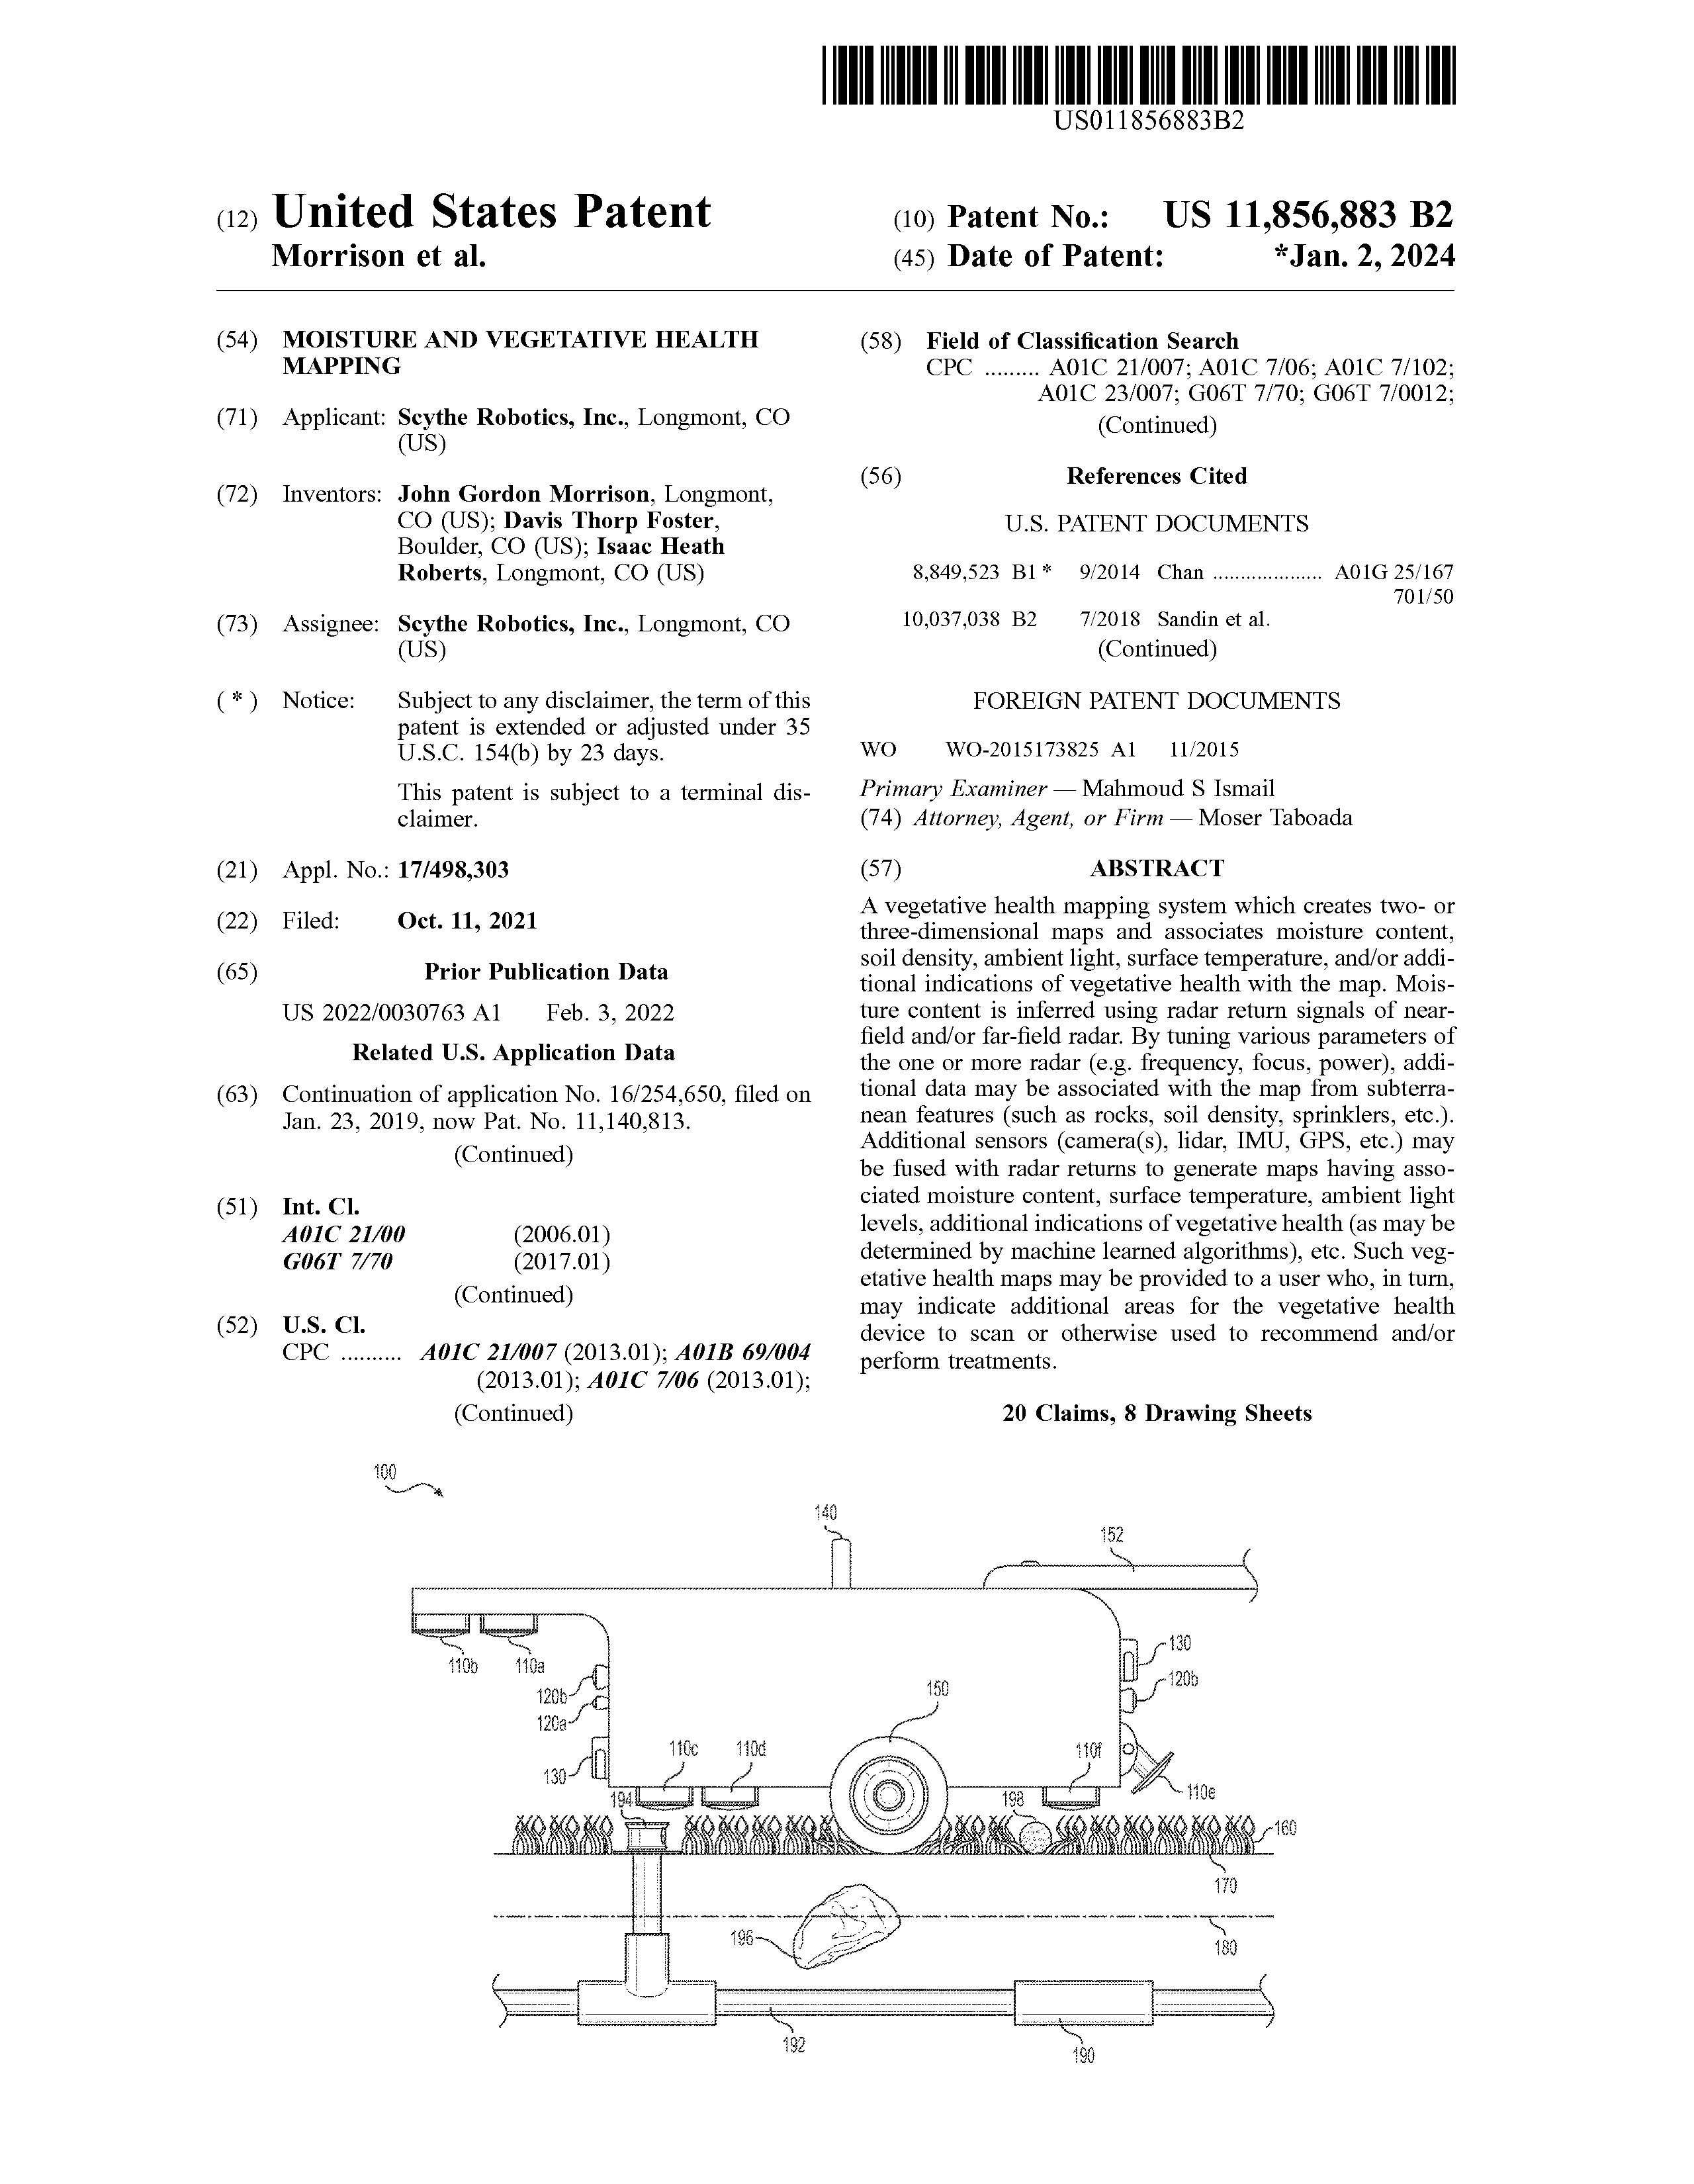 US011856883B2
(12) United States Patent
Morrison et al.
(10) Patent No.: US 11,856,883 B2
(45) Date of Patent: *Jan. 2, 2024
(54) MOISTURE AND VEGETATIVE HEALTH
MAPPING
(71) Applicant: Scythe Robotics, Inc., Longmont, CO
(US)
(72) Inventors: John Gordon Morrison, Longmont,
CO (US); Davis Thorp Foster,
Boulder, CO (US); Isaac Heath
Roberts, Longmont, CO (US)
(73) Assignee: Scythe Robotics, Inc., Longmont, CO
(US)
( * ) Notice: Subject to any disclaimer, the term of this
patent is extended or adjusted under 35
U.S.C. 154(b) by 23 days.
This patent is subject to a terminal dis-
claimer.
(21) Appl. No.: 17/498,303
(22) Filed: Oct. 11, 2021
(65) Prior Publication Data
US 2022/0030763 A1 Feb. 3, 2022
Related U.S. Application Data
(63) Continuation of application No. 16/254,650, filed on
Jan. 23, 2019, now Pat. No. 11,140,813.
(Continued)
(51) Int. Cl.
A01C 21/00 (2006.01)
G06T 7/70 (2017.01)
(Continued)
(52) U.S. Cl.
CPC .......... A01C 21/007 (2013.01); A01B 69/004
(2013.01); A01C 7/06 (2013.01);
(Continued)
(58) Field of Classification Search
CPC ......... A01C 21/007; A01C 7/06; A01C 7/102;
A01C 23/007; G06T 7/70; G06T 7/0012;
(Continued)
(56) References Cited
U.S. PATENT DOCUMENTS
8,849,523 B1 * 9/2014 Chan .................... A01G 25/167
701/50
10,037,038 B2 7/2018 Sandin et al.
(Continued)
FOREIGN PATENT DOCUMENTS
WO WO-2015173825 A1 11/2015
Primary Examiner — Mahmoud S Ismail
(74) Attorney, Agent, or Firm — Moser Taboada
(57) ABSTRACT
A vegetative health mapping system which creates two- or
three-dimensional maps and associates moisture content,
soil density, ambient light, surface temperature, and/or addi-
tional indications of vegetative health with the map. Mois-
ture content is inferred using radar return signals of near-
field and/or far-field radar. By tuning various parameters of
the one or more radar (e.g. frequency, focus, power), addi-
tional data may be associated with the map from subterra-
nean features (such as rocks, soil density, sprinklers, etc.).
Additional sensors (camera(s), lidar, IMU, GPS, etc.) may
be fused with radar returns to generate maps having asso-
ciated moisture content, surface temperature, ambient light
levels, additional indications of vegetative health (as may be
determined by machine learned algorithms), etc. Such veg-
etative health maps may be provided to a user who, in turn,
may indicate additional areas for the vegetative health
device to scan or otherwise used to recommend and/or
perform treatments.
20 Claims, 8 Drawing Sheets
100
140
152
110b 110a
130
120b
120b
120a
150
110c 110d
110f
130
110e
194
198
160
170
196
180
192
190